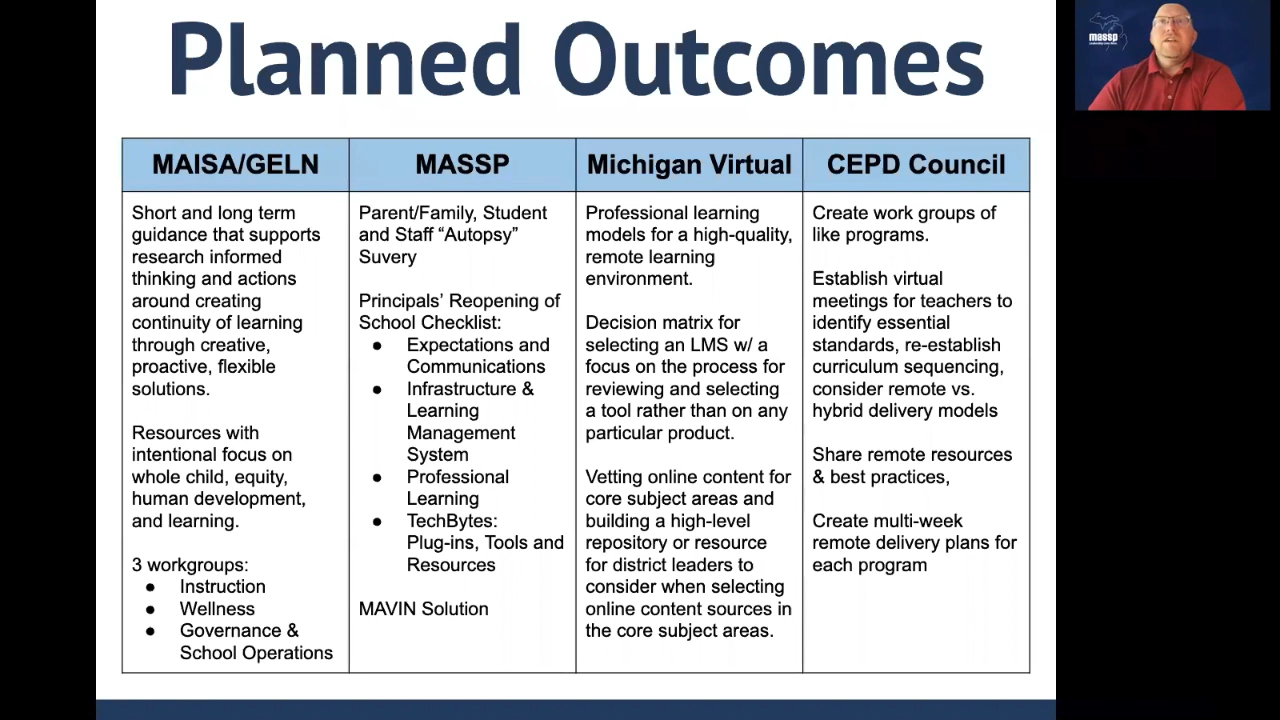 Planned Outcomes
MAISA/GELN
MASSP
Michigan Virtual
CEPD Council
Short and long term
guidance that supports
research informed
thinking and actions
around creating
continuity of learning
through creative,
proactive, flexible
solutions.
Resources with
intentional focus on
whole child, equity,
human development,
and learning.
3 workgroups:
● Instruction
● Wellness
● Governance &
School Operations
Parent/Family, Student
and Staff “Autopsy”
Suvery
Principals’ Reopening of
School Checklist:
● Expectations and
Communications
● Infrastructure &
Learning
Management
System
● Professional
Learning
● TechBytes:
Plug-ins, Tools and
Resources
MAVIN Solution
Professional learning
models for a high-quality,
remote learning
environment.
Decision matrix for
selecting an LMS w/ a
focus on the process for
reviewing and selecting
a tool rather than on any
particular product.
Vetting online content for
core subject areas and
building a high-level
repository or resource
for district leaders to
consider when selecting
online content sources in
the core subject areas.
Create work groups of
like programs.
Establish virtual
meetings for teachers to
identify essential
standards, re-establish
curriculum sequencing,
consider remote vs.
hybrid delivery models
Share remote resources
& best practices,
Create multi-week
remote delivery plans for
each program
massp